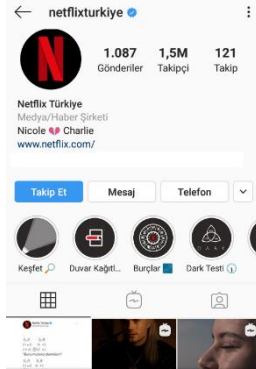 netflixturkiye
N
1.087 1,5M 121
Gönderiler Takipçi Takip
Netflix Türkiye
Medya/Haber Şirketi
Nicole 💔 Charlie
www.netflix.com/
Takip Et Mesaj Telefon
Keşfet 🔎 Duvar Kağıtl... Burçlar Dark Testi